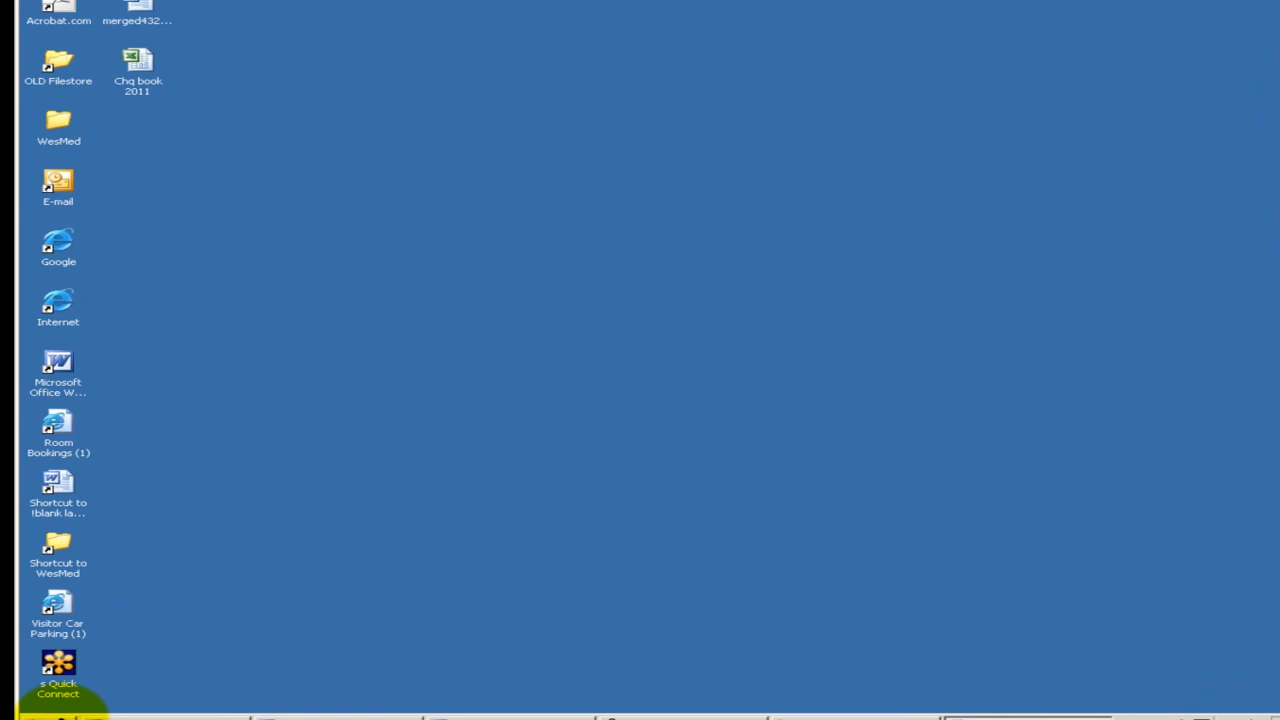 Acrobat.com
merged432...
OLD Filestore
Chq book
2011
WesMed
E-mail
Google
Internet
Microsoft
Office W...
Room
Bookings (1)
Shortcut to
!blank la...
Shortcut to
WesMed
Visitor Car
Parking (1)
s Quick
Connect